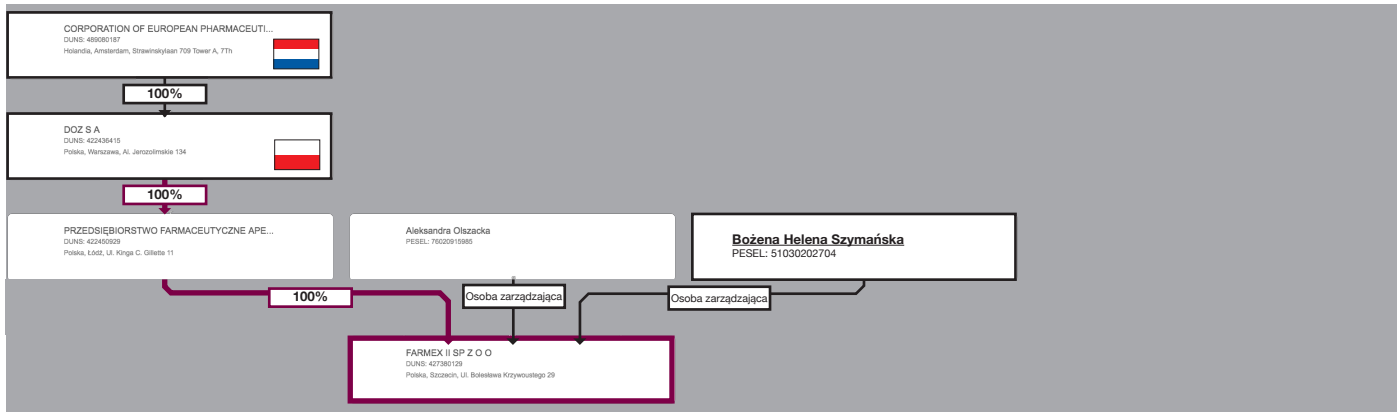 CORPORATION OF EUROPEAN PHARMACEUTI...
DUNS: 489080187
Holandia, Amsterdam, Strawinskylaan 709 Tower A, 7Th
100%
DOZ S A
DUNS: 422436415
Polska, Warszawa, Al. Jerozolimskie 134
100%
PRZEDSIĘBIORSTWO FARMACEUTYCZNE APE...
DUNS: 422450929
Polska, Łódź, Ul. Kinga C. Gillette 11
Aleksandra Olszacka
PESEL: 76020915985
Bożena Helena Szymańska
PESEL: 51030202704
100%
Osoba zarządzająca
Osoba zarządzająca
FARMEX II SP Z O O
DUNS: 427380129
Polska, Szczecin, Ul. Bolesława Krzywoustego 29